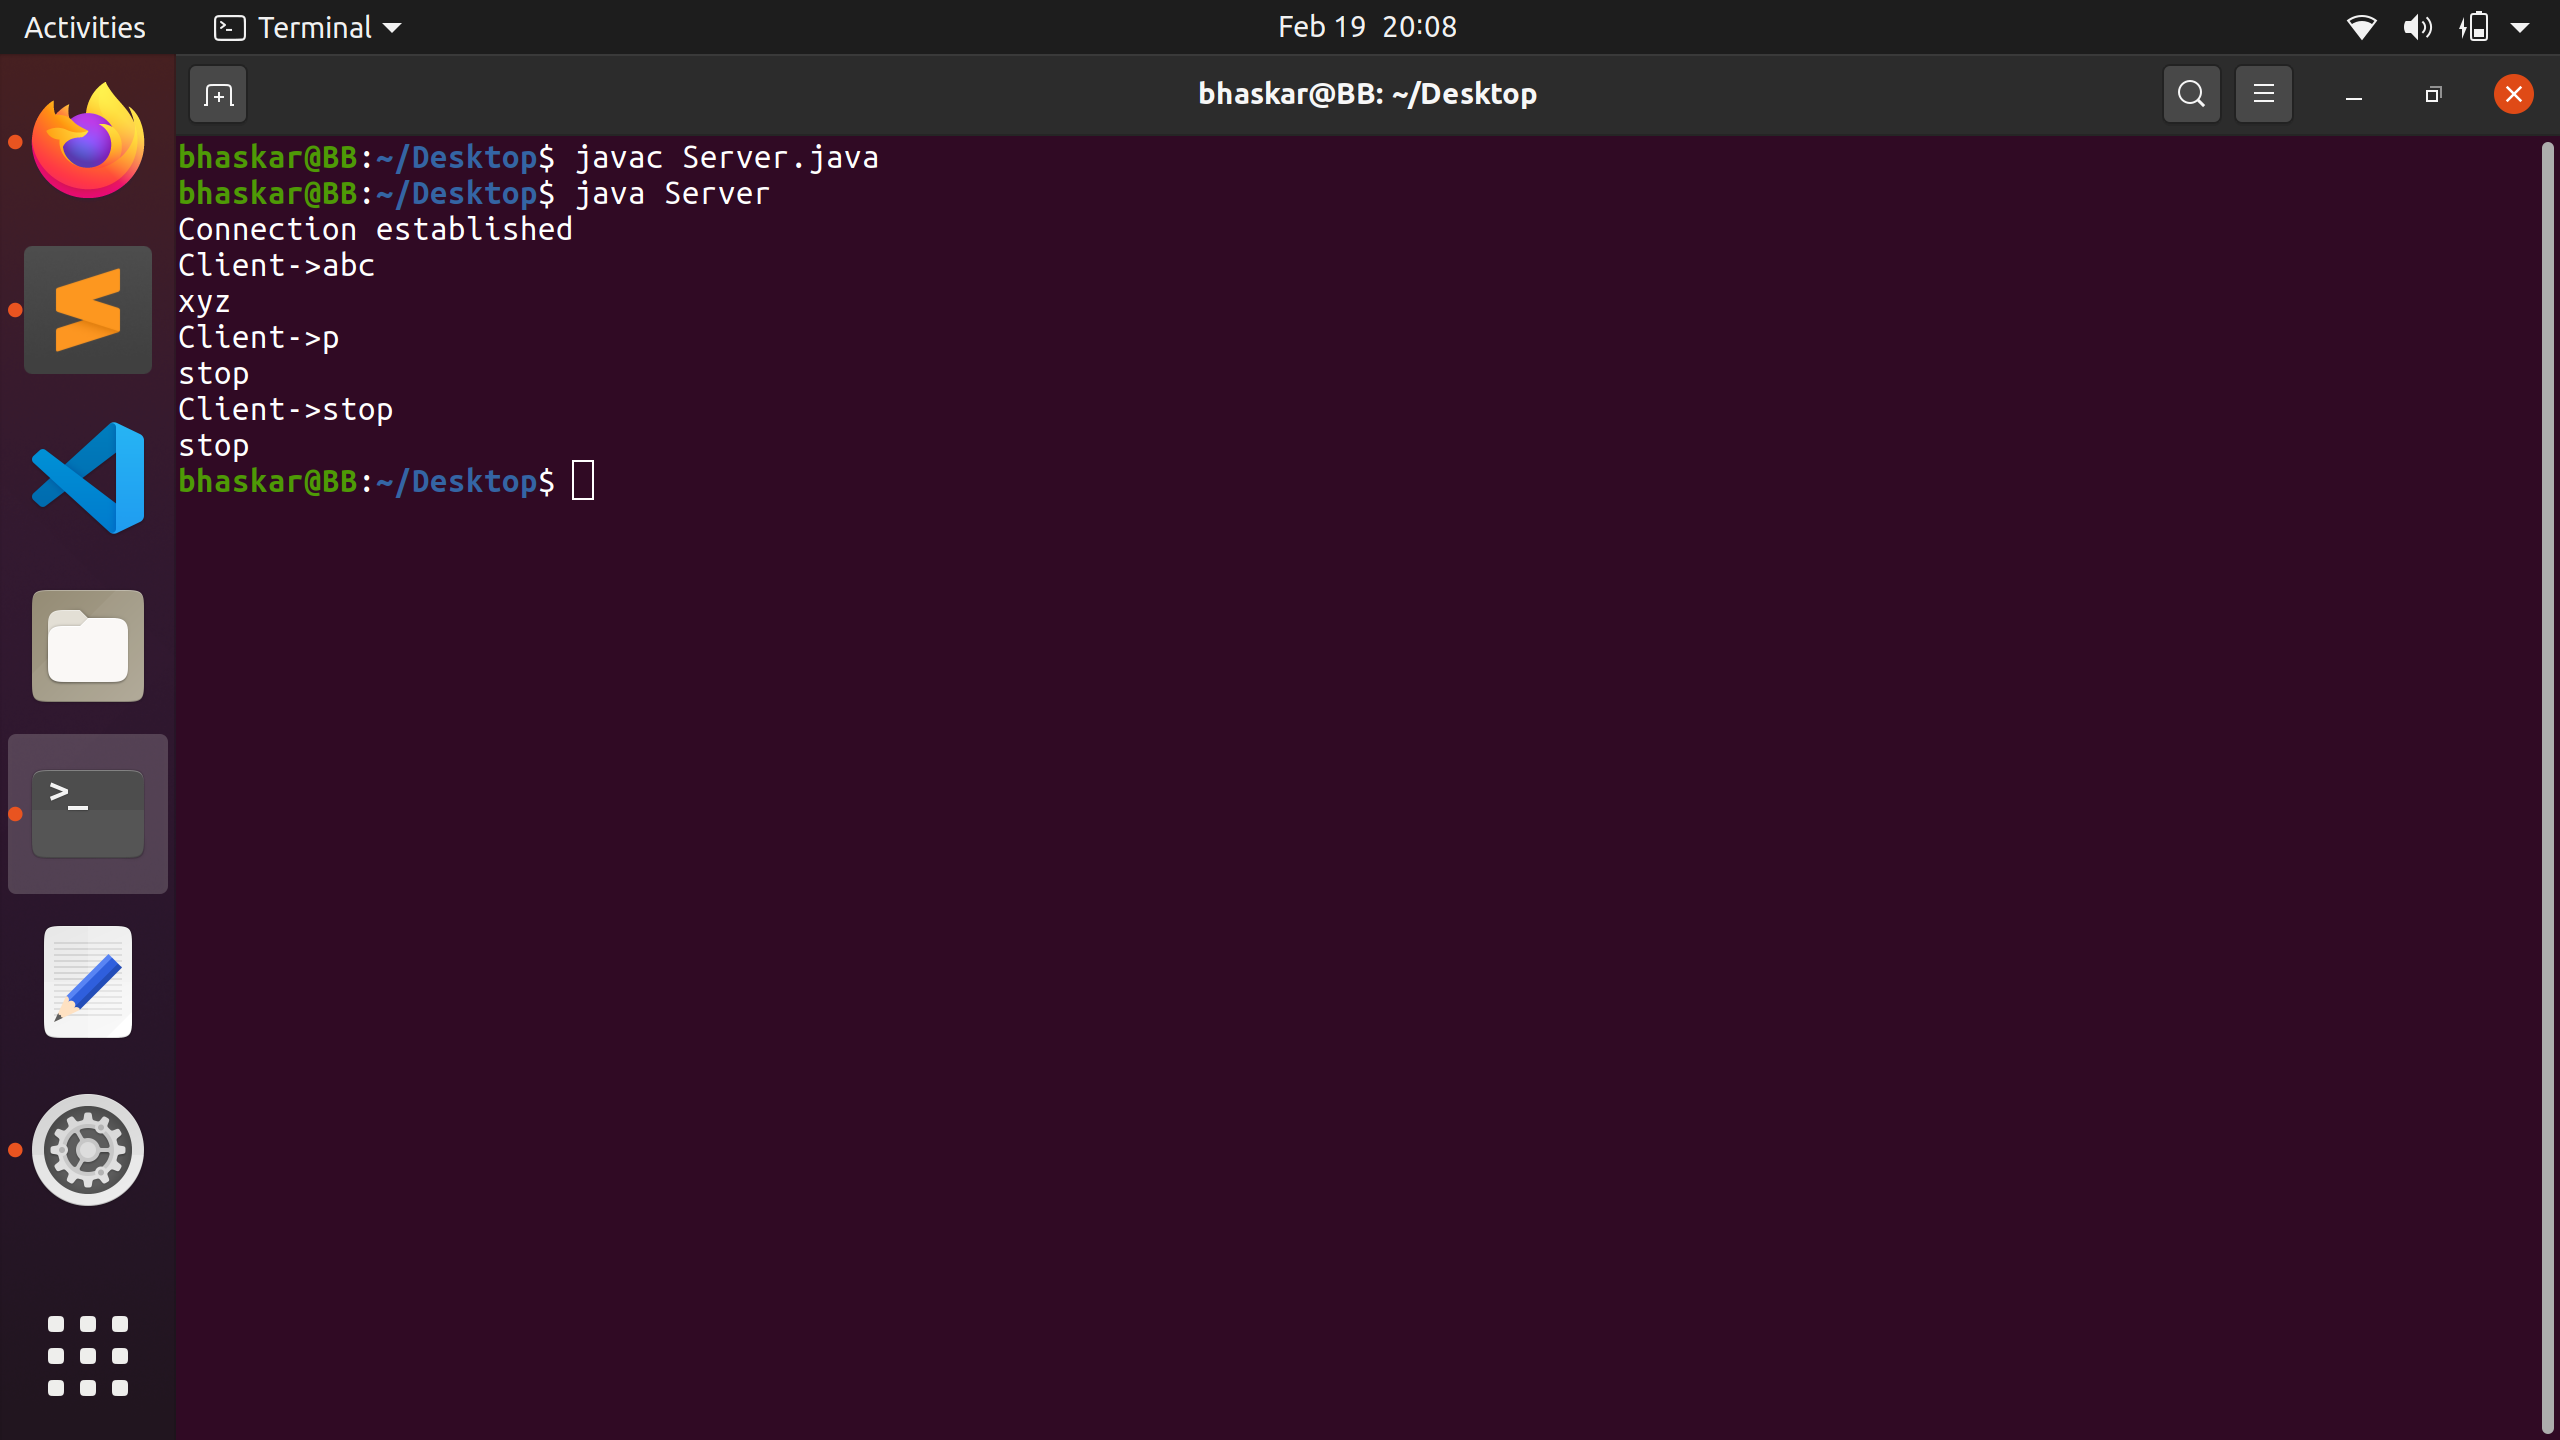 Activities Terminal Feb 19 20:08
bhaskar@BB: ~/Desktop
bhaskar@BB:~/Desktop$ javac Server.java
bhaskar@BB:~/Desktop$ java Server
Connection established
Client->abc
xyz
Client->p
stop
Client->stop
stop
bhaskar@BB:~/Desktop$